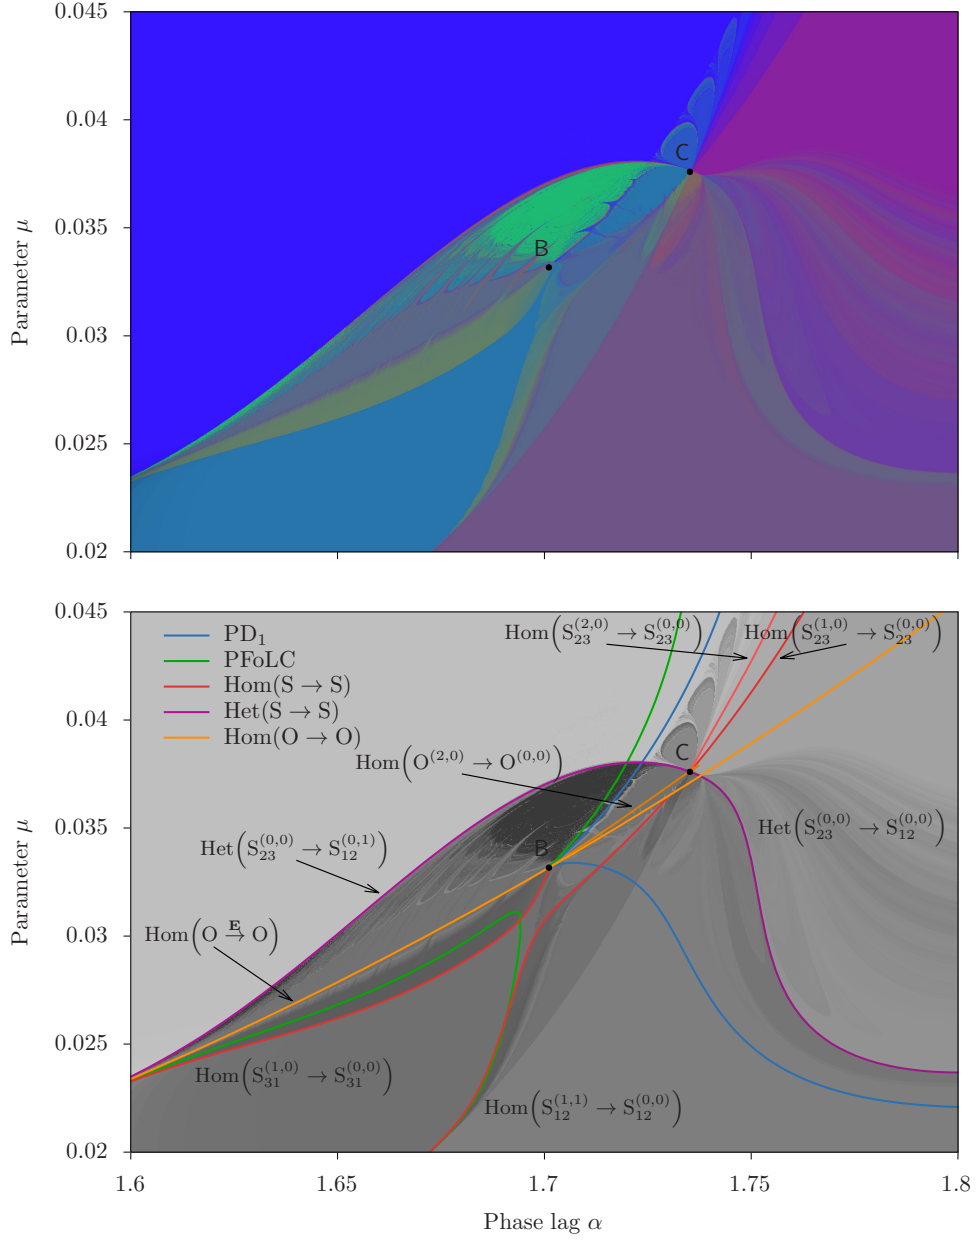 0.045
0.04
0.035
0.03
0.025
0.02
Parameter μ
C
B
0.045
0.04
0.035
0.03
0.025
0.02
Parameter μ
PD₁
PFoLC
Hom(S → S)
Het(S → S)
Hom(O → O)
Hom(S₂₃^(2,0) → S₂₃^(0,0))
Hom(S₂₃^(1,0) → S₂₃^(0,0))
C
Hom(O^(2,0) → O^(0,0))
Het(S₂₃^(0,0) → S₁₂^(0,0))
B
Het(S₂₃^(0,0) → S₁₂^(0,1))
Hom(O →^E O)
Hom(S₃₁^(1,0) → S₃₁^(0,0))
Hom(S₁₂^(1,1) → S₁₂^(0,0))
1.6 1.65 1.7 1.75 1.8
Phase lag α